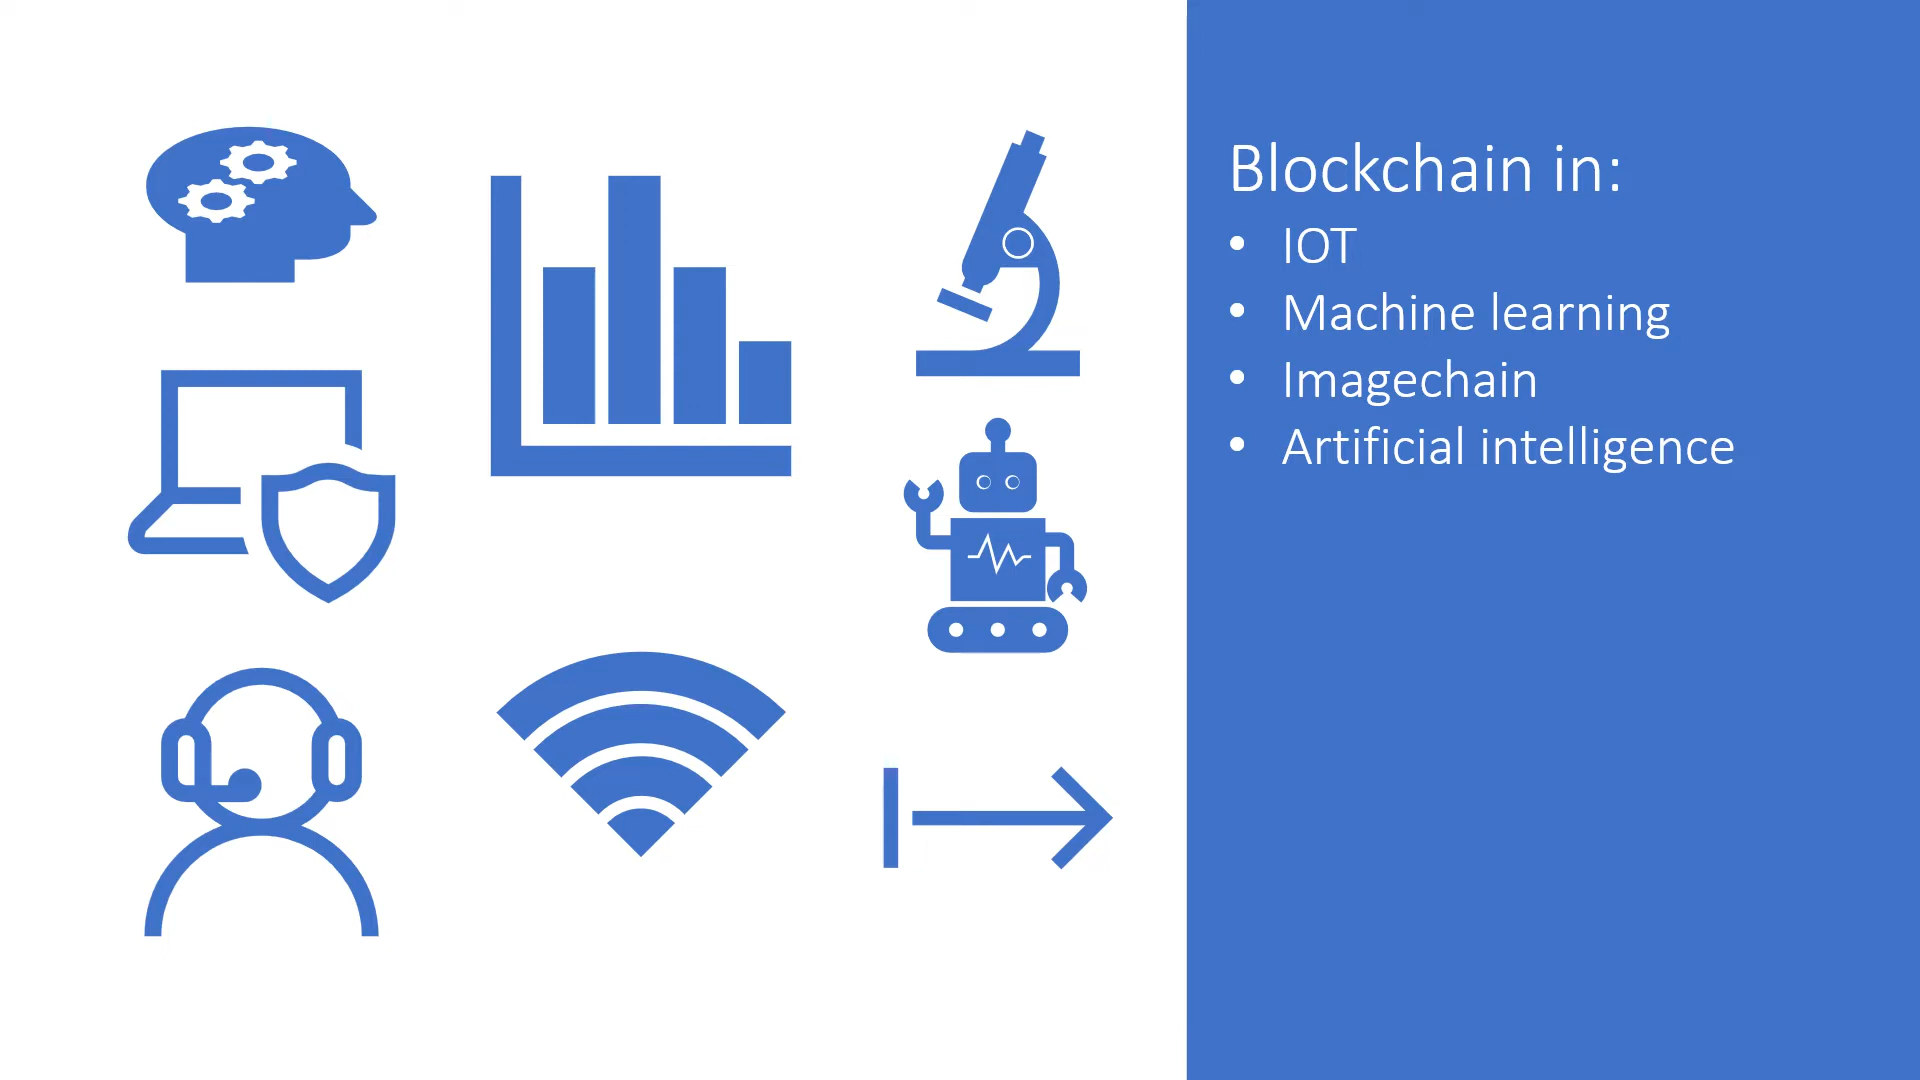 Blockchain in:
• IOT
• Machine learning
• Imagechain
• Artificial intelligence